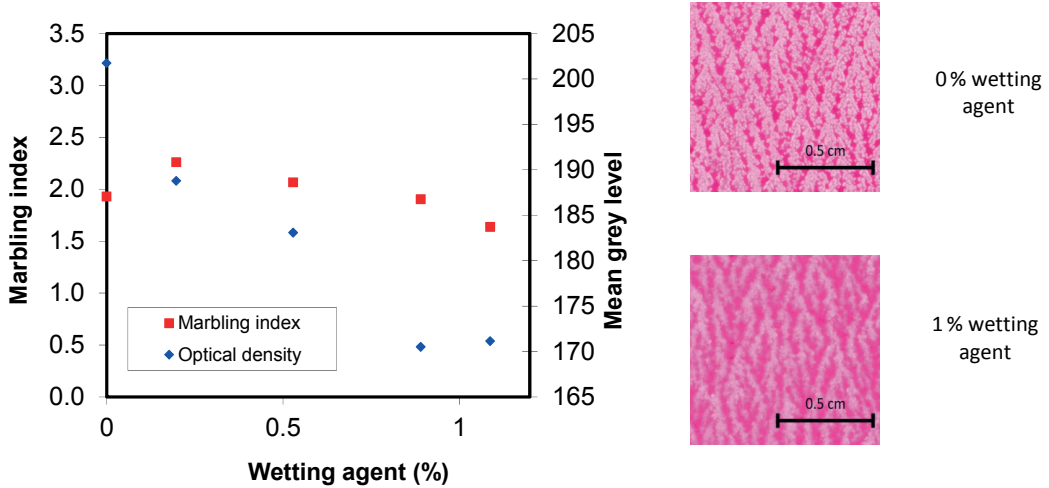 3.5
3.0
2.5
2.0
1.5
1.0
0.5
0.0
Marbling index
205
200
195
190
185
180
175
170
165
Mean grey level
0
0.5
1
Wetting agent (%)
Marbling index
Optical density
0.5 cm
0 % wetting
agent
0.5 cm
1 % wetting
agent